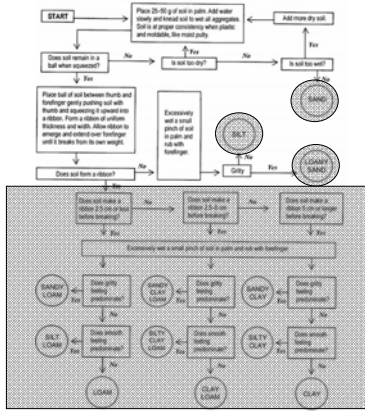 START
Place 25-50 g of soil in palm. Add water
slowly and knead soil to wet all aggregates.
Soil is at proper consistency when plastic
and moldable, like moist putty.
Add more dry soil.
Yes
Yes
Does soil remain in a
ball when squeezed?
No
Is soil too dry?
No
Is soil too wet?
Yes
No
SAND
Place ball of soil between thumb and
forefinger gently pushing soil with
thumb and squeezing it upward into
a ribbon. Form a ribbon of uniform
thickness and width. Allow ribbon to
emerge and extend over forefinger
until it breaks from its own weight.
Excessively
wet a small
pinch of soil
in palm and
rub with
forefinger.
SILT
No
LOAMY
SAND
Does soil form a ribbon?
No
Gritty
Yes
Yes
Does soil make a
ribbon 2.5 cm or less
before breaking?
No
Does soil make a
ribbon 2.5-5 cm
before breaking?
No
Does soil make a
ribbon 5 cm or longer
before breaking?
Yes
Yes
Yes
Excessively wet a small pinch of soil in palm and rub with forefinger.
SANDY
LOAM
Yes
Does gritty
feeling
predominate?
SANDY
CLAY
LOAM
Yes
Does gritty
feeling
predominate?
SANDY
CLAY
Yes
Does gritty
feeling
predominate?
No
No
No
SILT
LOAM
Yes
Does smooth
feeling
predominate?
SILTY
CLAY
LOAM
Yes
Does smooth
feeling
predominate?
SILTY
CLAY
Yes
Does smooth
feeling
predominate?
No
No
No
LOAM
CLAY
LOAM
CLAY